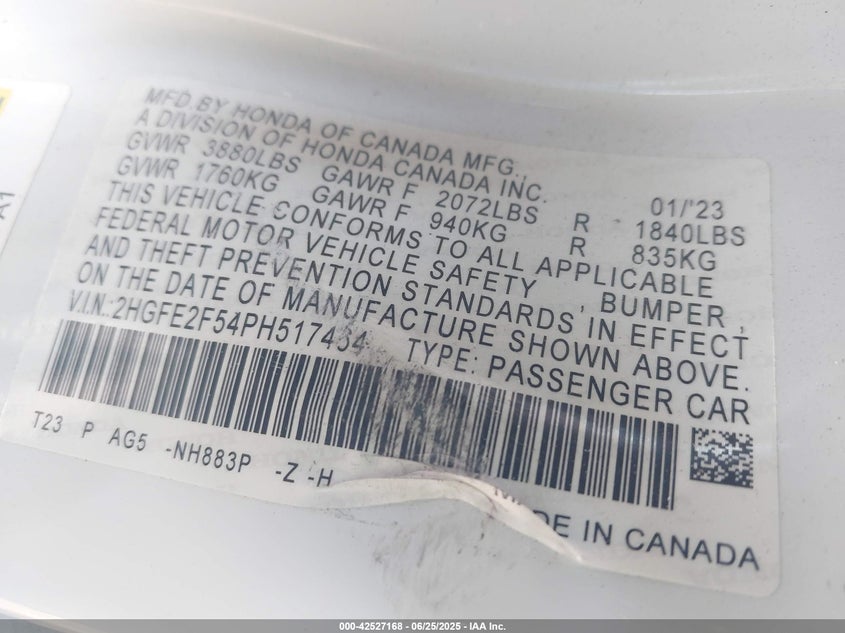 MFD.BY HONDA OF CANADA MFG.,
A DIVISION OF HONDA CANADA INC. 01/'23
GVWR 3880LBS GAWR F 2072LBS R 1840LBS
GVWR 1760KG GAWR F 940KG R 835KG
THIS VEHICLE CONFORMS TO ALL APPLICABLE
FEDERAL MOTOR VEHICLE SAFETY , BUMPER ,
AND THEFT PREVENTION STANDARDS IN EFFECT
ON THE DATE OF MANUFACTURE SHOWN ABOVE.
V.I.N.:2HGFE2F54PH517464 TYPE: PASSENGER CAR
T23 P AG5 -NH883P -Z -H
DE IN CANADA
000-42527168 - 06/25/2025 - IAA Inc.